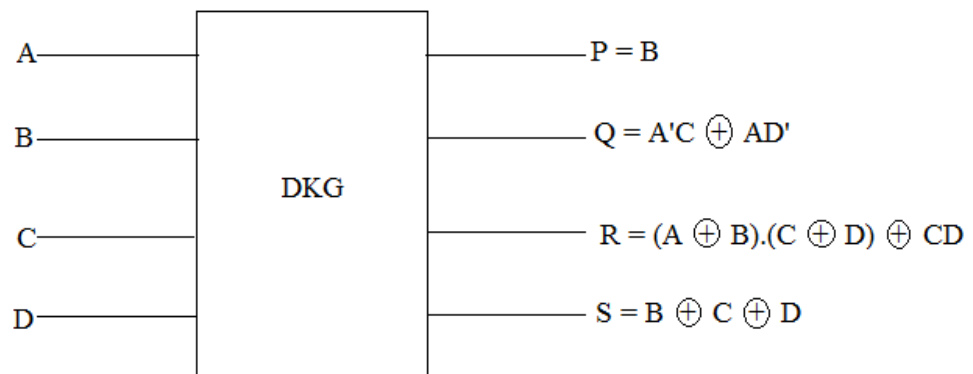 A
P = B
B
Q = A'C ⊕ AD'
DKG
C
R = (A ⊕ B).(C ⊕ D) ⊕ CD
D
S = B ⊕ C ⊕ D